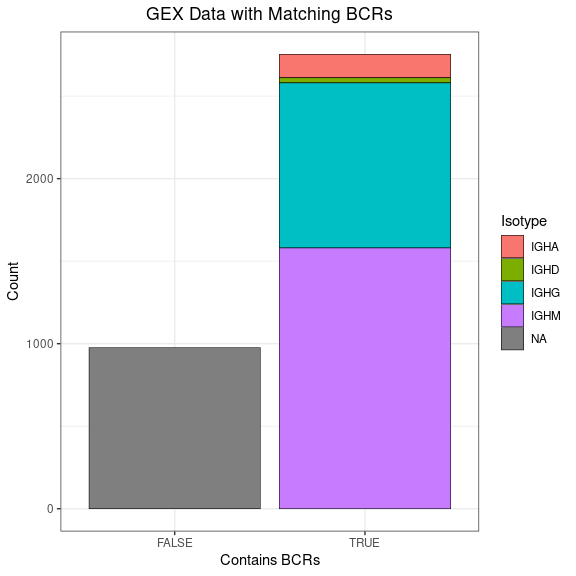 GEX Data with Matching BCRs
Count
2000
1000
0
FALSE
TRUE
Contains BCRs
Isotype
IGHA
IGHD
IGHG
IGHM
NA